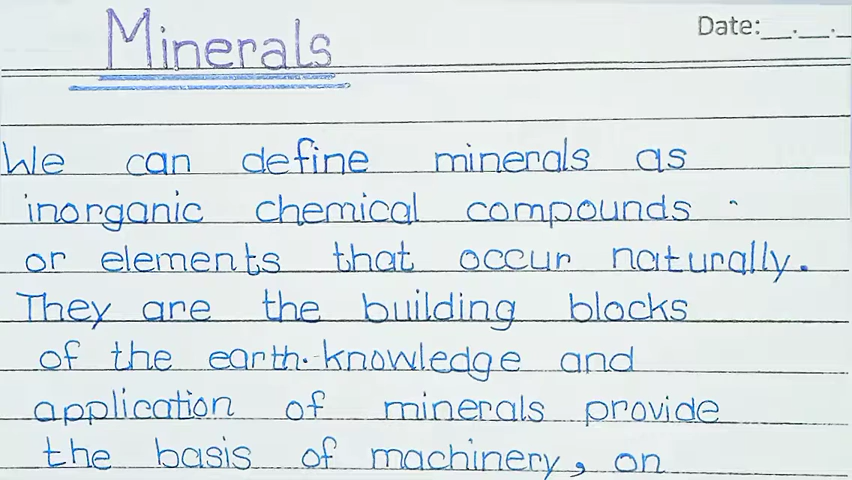 Minerals
Date:__.__._
We can define minerals as
inorganic chemical compounds
or elements that occur naturally.
They are the building blocks
of the earth. knowledge and
application of minerals provide
the basis of machinery, on